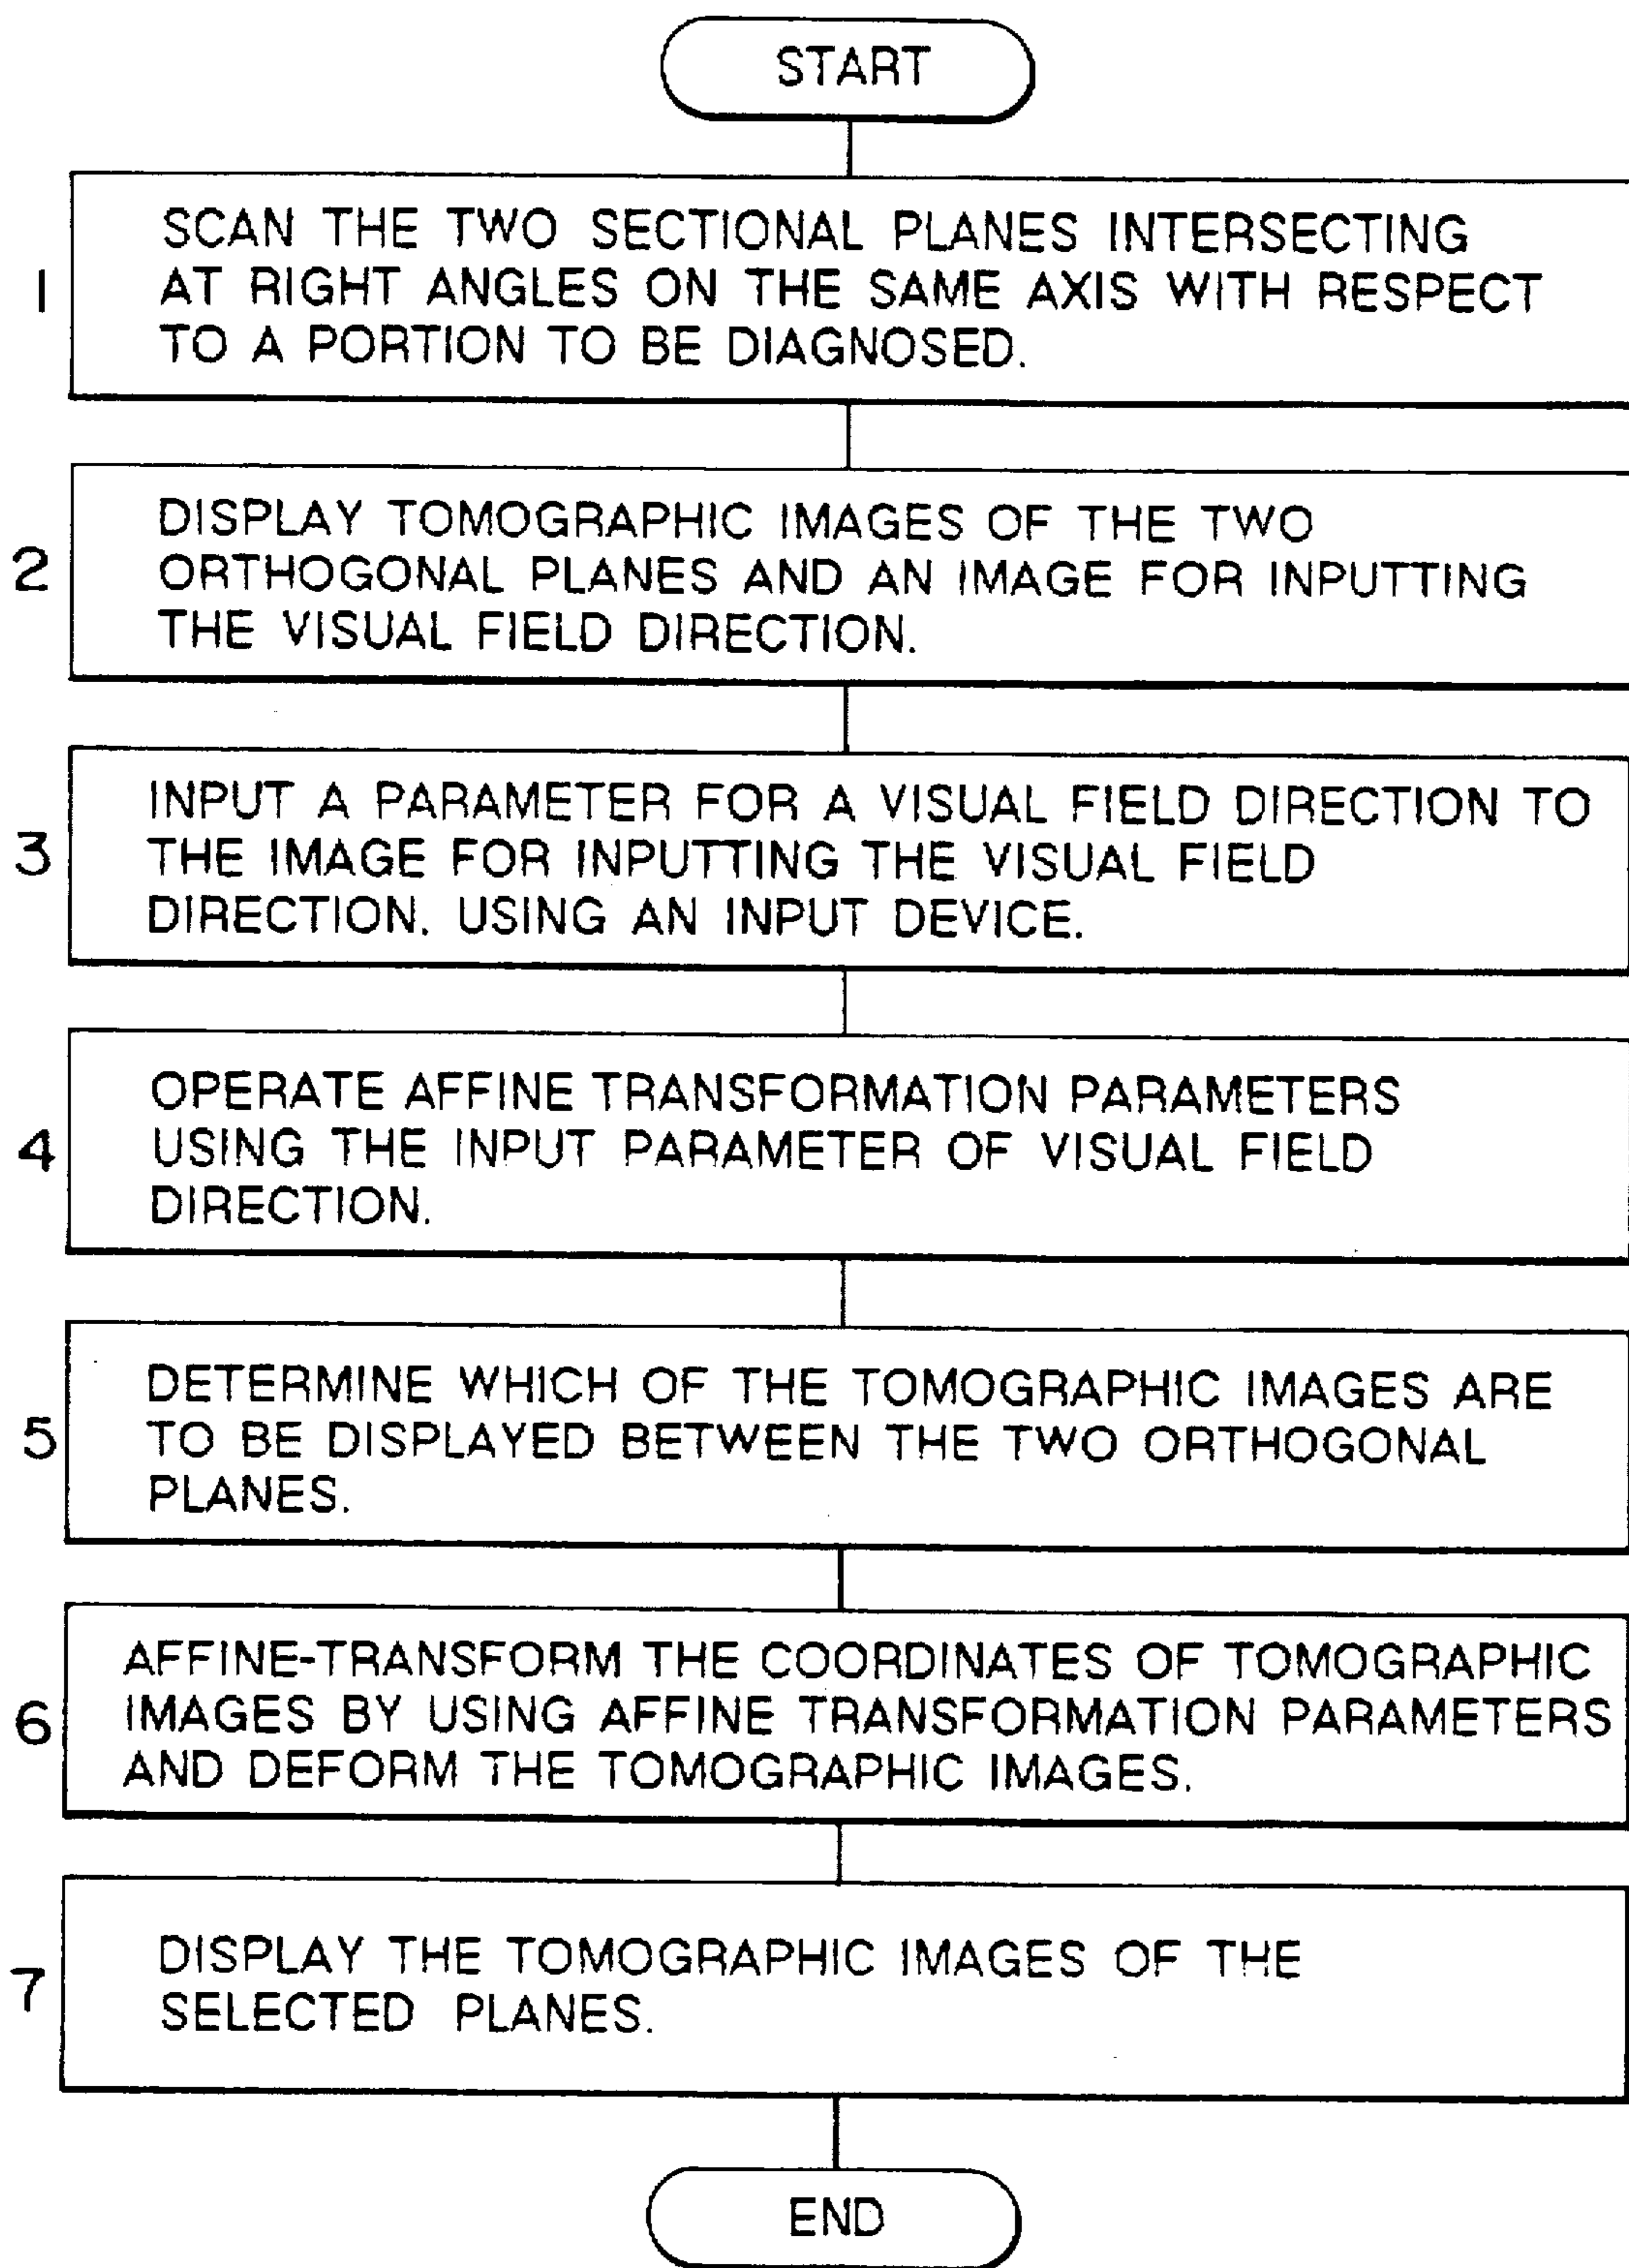 START
1
SCAN THE TWO SECTIONAL PLANES INTERSECTING
AT RIGHT ANGLES ON THE SAME AXIS WITH RESPECT
TO A PORTION TO BE DIAGNOSED.
2
DISPLAY TOMOGRAPHIC IMAGES OF THE TWO
ORTHOGONAL PLANES AND AN IMAGE FOR INPUTTING
THE VISUAL FIELD DIRECTION.
3
INPUT A PARAMETER FOR A VISUAL FIELD DIRECTION TO
THE IMAGE FOR INPUTTING THE VISUAL FIELD
DIRECTION. USING AN INPUT DEVICE.
4
OPERATE AFFINE TRANSFORMATION PARAMETERS
USING THE INPUT PARAMETER OF VISUAL FIELD
DIRECTION.
5
DETERMINE WHICH OF THE TOMOGRAPHIC IMAGES ARE
TO BE DISPLAYED BETWEEN THE TWO ORTHOGONAL
PLANES.
6
AFFINE-TRANSFORM THE COORDINATES OF TOMOGRAPHIC
IMAGES BY USING AFFINE TRANSFORMATION PARAMETERS
AND DEFORM THE TOMOGRAPHIC IMAGES.
7
DISPLAY THE TOMOGRAPHIC IMAGES OF THE
SELECTED PLANES.
END